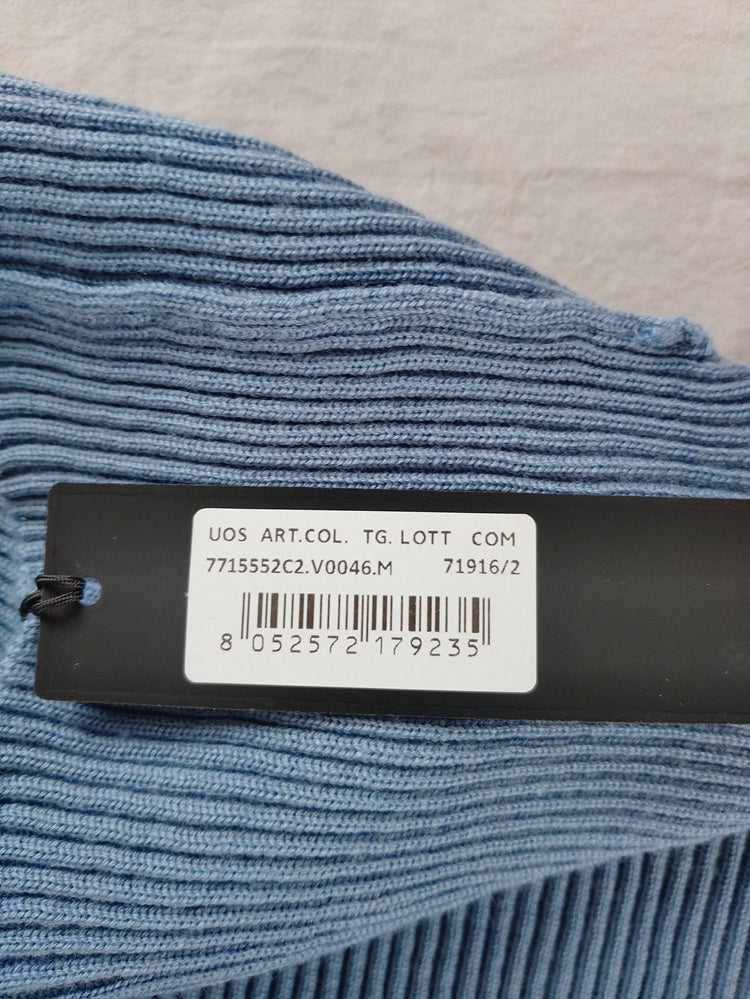 UOS ART.COL. TG. LOTT COM
7715552C2.V0046.M 71916/2
8 052572 179235